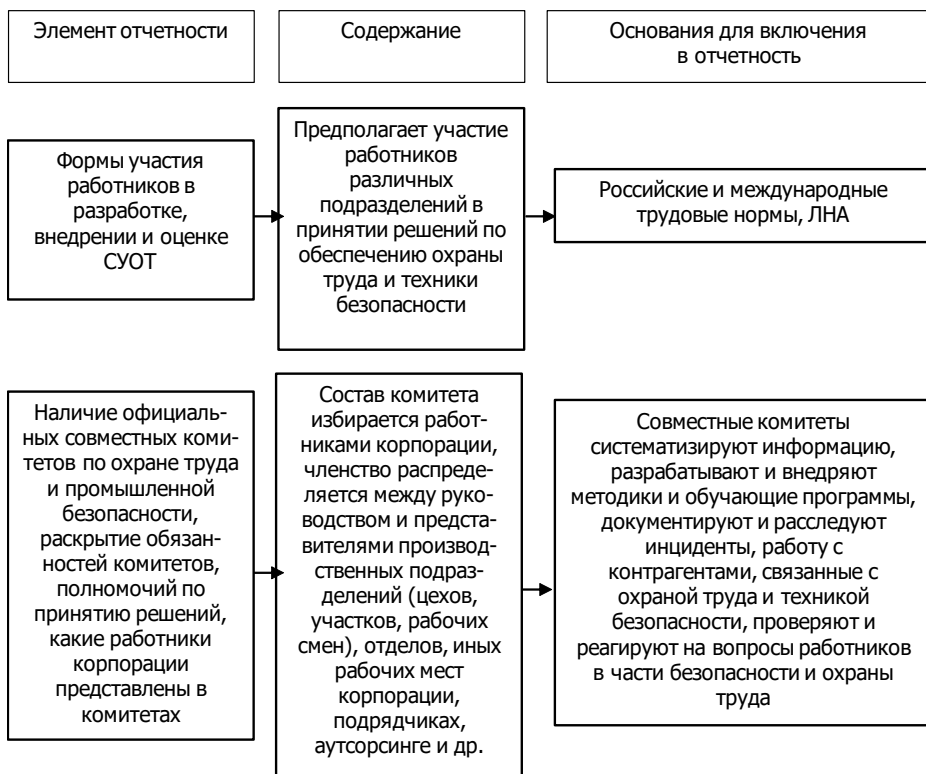 Элемент отчетности
Содержание
Основания для включения
в отчетность
Формы участия
работников в
разработке,
внедрении и оценке
СУОТ
Предполагает участие
работников
различных
подразделений в
принятии решений по
обеспечению охраны
труда и техники
безопасности
Российские и международные
трудовые нормы, ЛНА
Наличие официаль-
ных совместных коми-
тетов по охране труда
и промышленной
безопасности,
раскрытие обязан-
ностей комитетов,
полномочий по
принятию решений,
какие работники
корпорации
представлены в
комитетах
Состав комитета
избирается работ-
никами корпорации,
членство распреде-
ляется между руко-
водством и предста-
вителями производ-
ственных подраз-
делений (цехов,
участков, рабочих
смен), отделов, иных
рабочих мест
корпорации,
подрядчиках,
аутсорсинге и др.
Совместные комитеты
систематизируют информацию,
разрабатывают и внедряют
методики и обучающие программы,
документируют и расследуют
инциденты, работу с
контрагентами, связанные с
охраной труда и техникой
безопасности, проверяют и
реагируют на вопросы работников
в части безопасности и охраны
труда